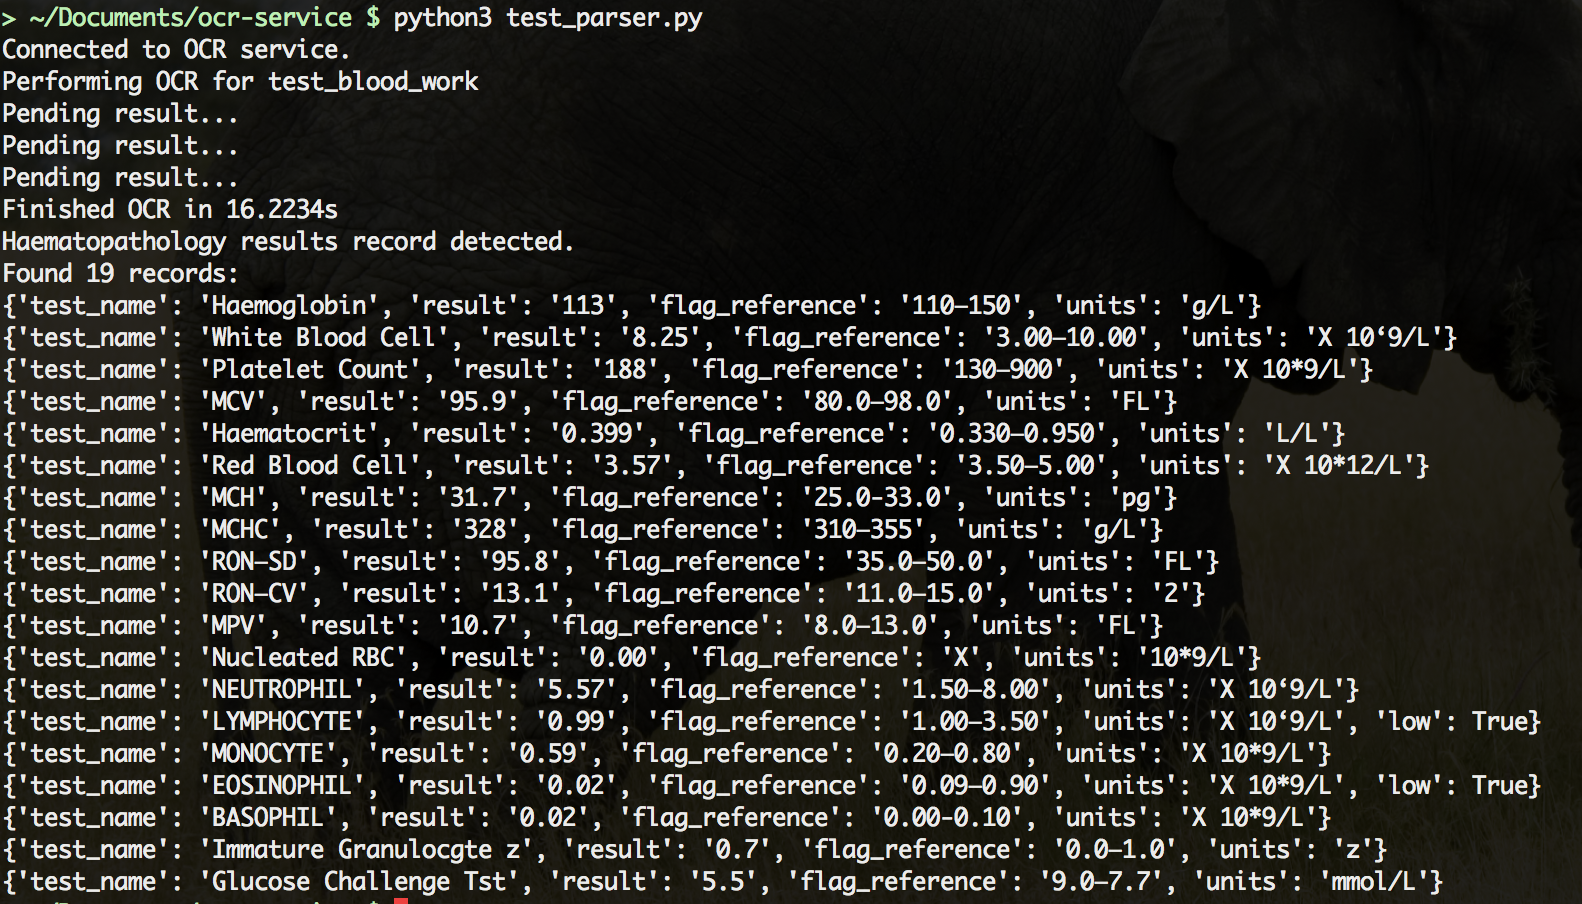 > ~/Documents/ocr-service $ python3 test_parser.py
Connected to OCR service.
Performing OCR for test_blood_work
Pending result...
Pending result...
Pending result...
Finished OCR in 16.2234s
Haematopathology results record detected.
Found 19 records:
{'test_name': 'Haemoglobin', 'result': '113', 'flag_reference': '110—150', 'units': 'g/L'}
{'test_name': 'White Blood Cell', 'result': '8.25', 'flag_reference': '3.00—10.00', 'units': 'X 10‘9/L'}
{'test_name': 'Platelet Count', 'result': '188', 'flag_reference': '130—900', 'units': 'X 10*9/L'}
{'test_name': 'MCV', 'result': '95.9', 'flag_reference': '80.0—98.0', 'units': 'FL'}
{'test_name': 'Haematocrit', 'result': '0.399', 'flag_reference': '0.330—0.950', 'units': 'L/L'}
{'test_name': 'Red Blood Cell', 'result': '3.57', 'flag_reference': '3.50—5.00', 'units': 'X 10*12/L'}
{'test_name': 'MCH', 'result': '31.7', 'flag_reference': '25.0-33.0', 'units': 'pg'}
{'test_name': 'MCHC', 'result': '328', 'flag_reference': '310—355', 'units': 'g/L'}
{'test_name': 'RON—SD', 'result': '95.8', 'flag_reference': '35.0—50.0', 'units': 'FL'}
{'test_name': 'RON—CV', 'result': '13.1', 'flag_reference': '11.0—15.0', 'units': '2'}
{'test_name': 'MPV', 'result': '10.7', 'flag_reference': '8.0—13.0', 'units': 'FL'}
{'test_name': 'Nucleated RBC', 'result': '0.00', 'flag_reference': 'X', 'units': '10*9/L'}
{'test_name': 'NEUTROPHIL', 'result': '5.57', 'flag_reference': '1.50—8.00', 'units': 'X 10‘9/L'}
{'test_name': 'LYMPHOCYTE', 'result': '0.99', 'flag_reference': '1.00—3.50', 'units': 'X 10‘9/L', 'low': True}
{'test_name': 'MONOCYTE', 'result': '0.59', 'flag_reference': '0.20—0.80', 'units': 'X 10*9/L'}
{'test_name': 'EOSINOPHIL', 'result': '0.02', 'flag_reference': '0.09—0.90', 'units': 'X 10*9/L', 'low': True}
{'test_name': 'BASOPHIL', 'result': '0.02', 'flag_reference': '0.00-0.10', 'units': 'X 10*9/L'}
{'test_name': 'Immature Granulocgte z', 'result': '0.7', 'flag_reference': '0.0—1.0', 'units': 'z'}
{'test_name': 'Glucose Challenge Tst', 'result': '5.5', 'flag_reference': '9.0—7.7', 'units': 'mmol/L'}